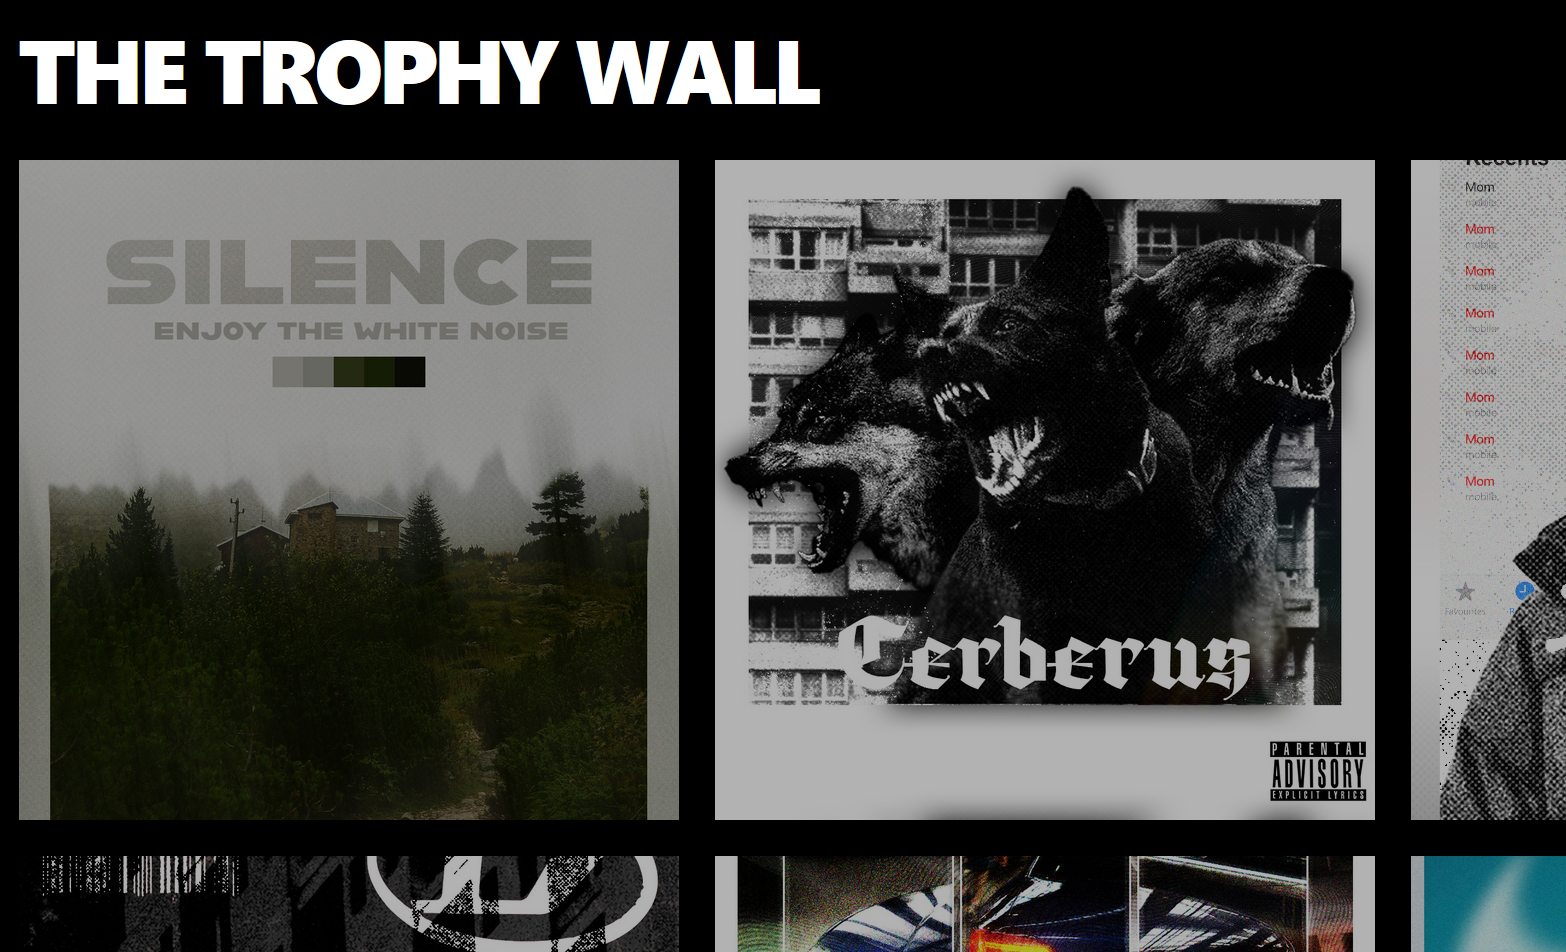 THE TROPHY WALL
SILENCE
ENJOY THE WHITE NOISE
Cerberus
PARENTAL
ADVISORY
EXPLICIT LYRICS
Recents
Mom
mobile
Mom
mobile
Mom
mobile
Mom
mobile
Mom
mobile
Mom
mobile
Mom
mobile
Mom
mobile
Favourites